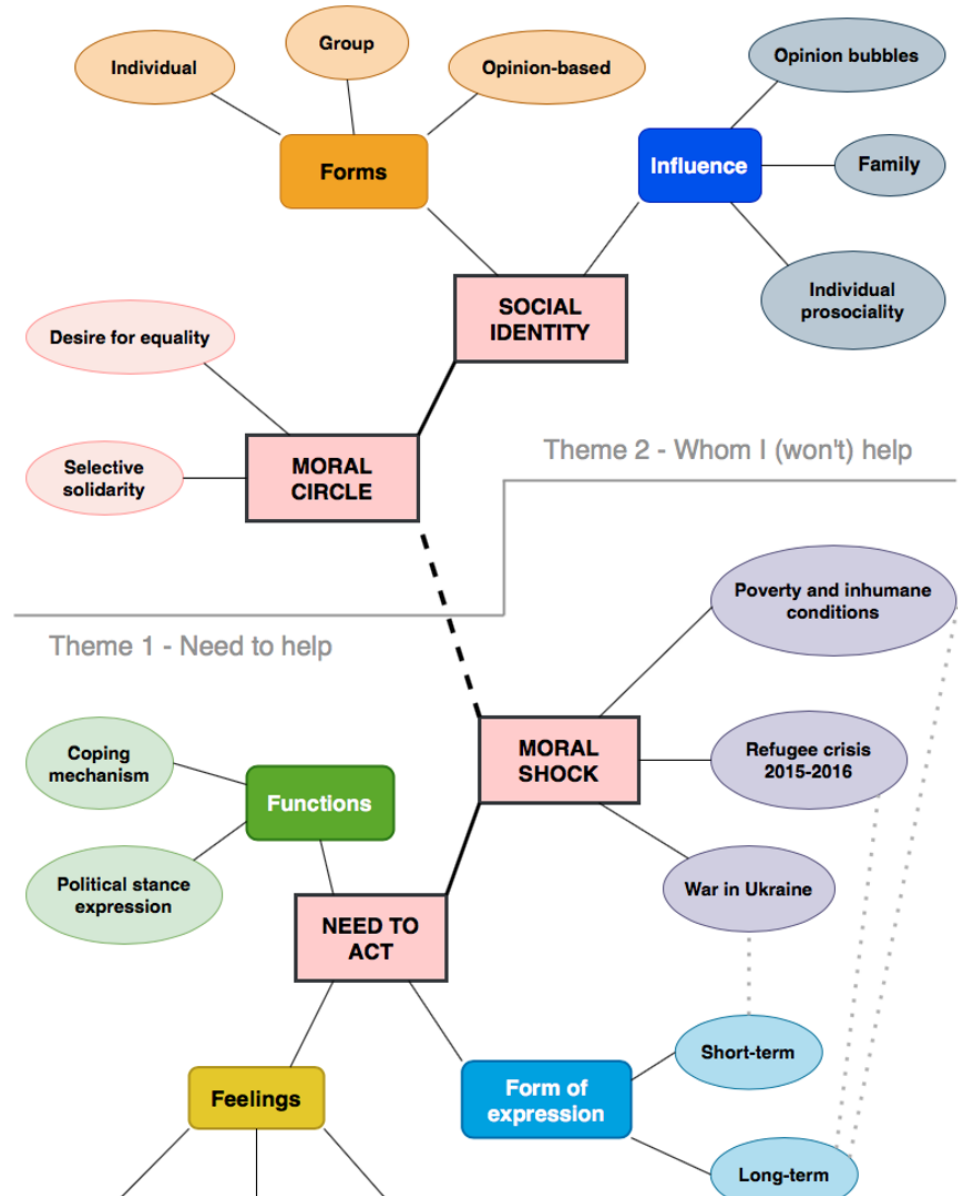 Group
Individual
Opinion-based
Forms
Opinion bubbles
Influence
Family
Individual
prosociality
SOCIAL
IDENTITY
Desire for equality
MORAL
CIRCLE
Selective
solidarity
Theme 2 - Whom I (won't) help
Theme 1 - Need to help
Poverty and inhumane
conditions
MORAL
SHOCK
Refugee crisis
2015-2016
War in Ukraine
Coping
mechanism
Functions
Political stance
expression
NEED TO
ACT
Feelings
Form of
expression
Short-term
Long-term